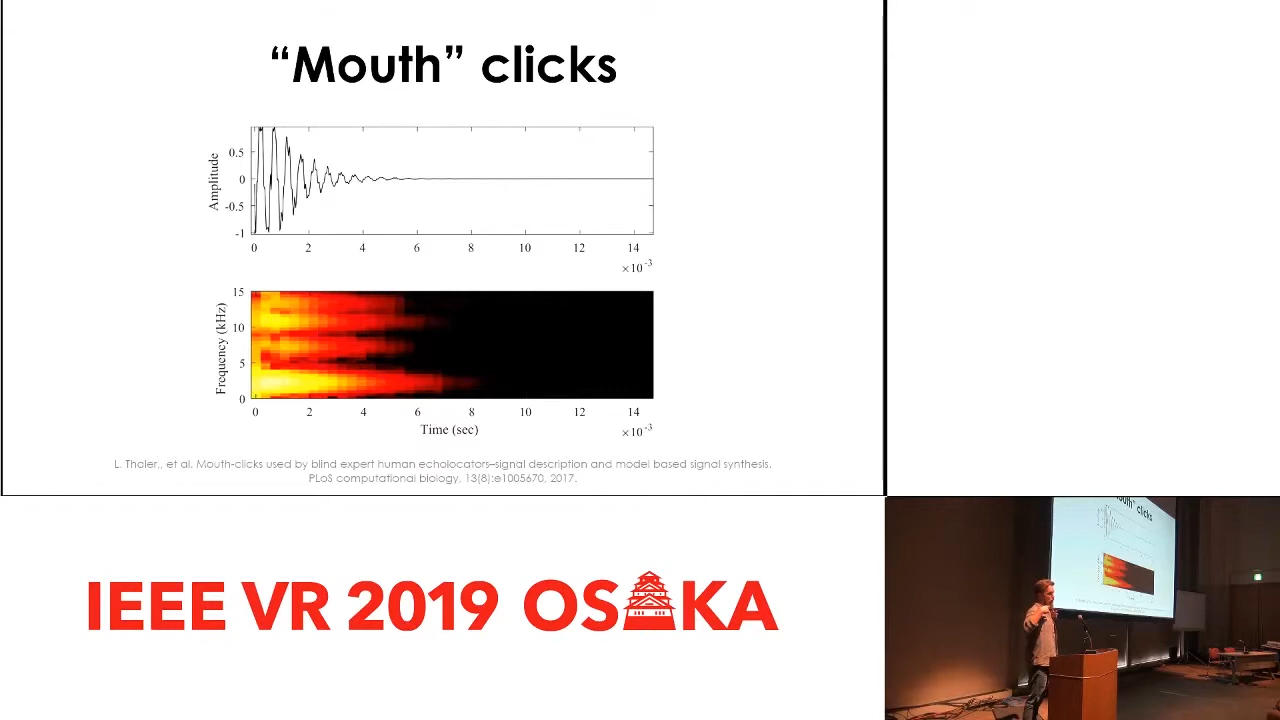 “Mouth” clicks
Amplitude
0.5
0
-0.5
-1
0 2 4 6 8 10 12 14
×10⁻³
Frequency (kHz)
15
10
5
0
0 2 4 6 8 10 12 14
Time (sec)
×10⁻³
L. Thaler,, et al. Mouth-clicks used by blind expert human echolocators–signal description and model based signal synthesis.
PLoS computational biology, 13(8):e1005670, 2017.
IEEE VR 2019 OSAKA
clicks